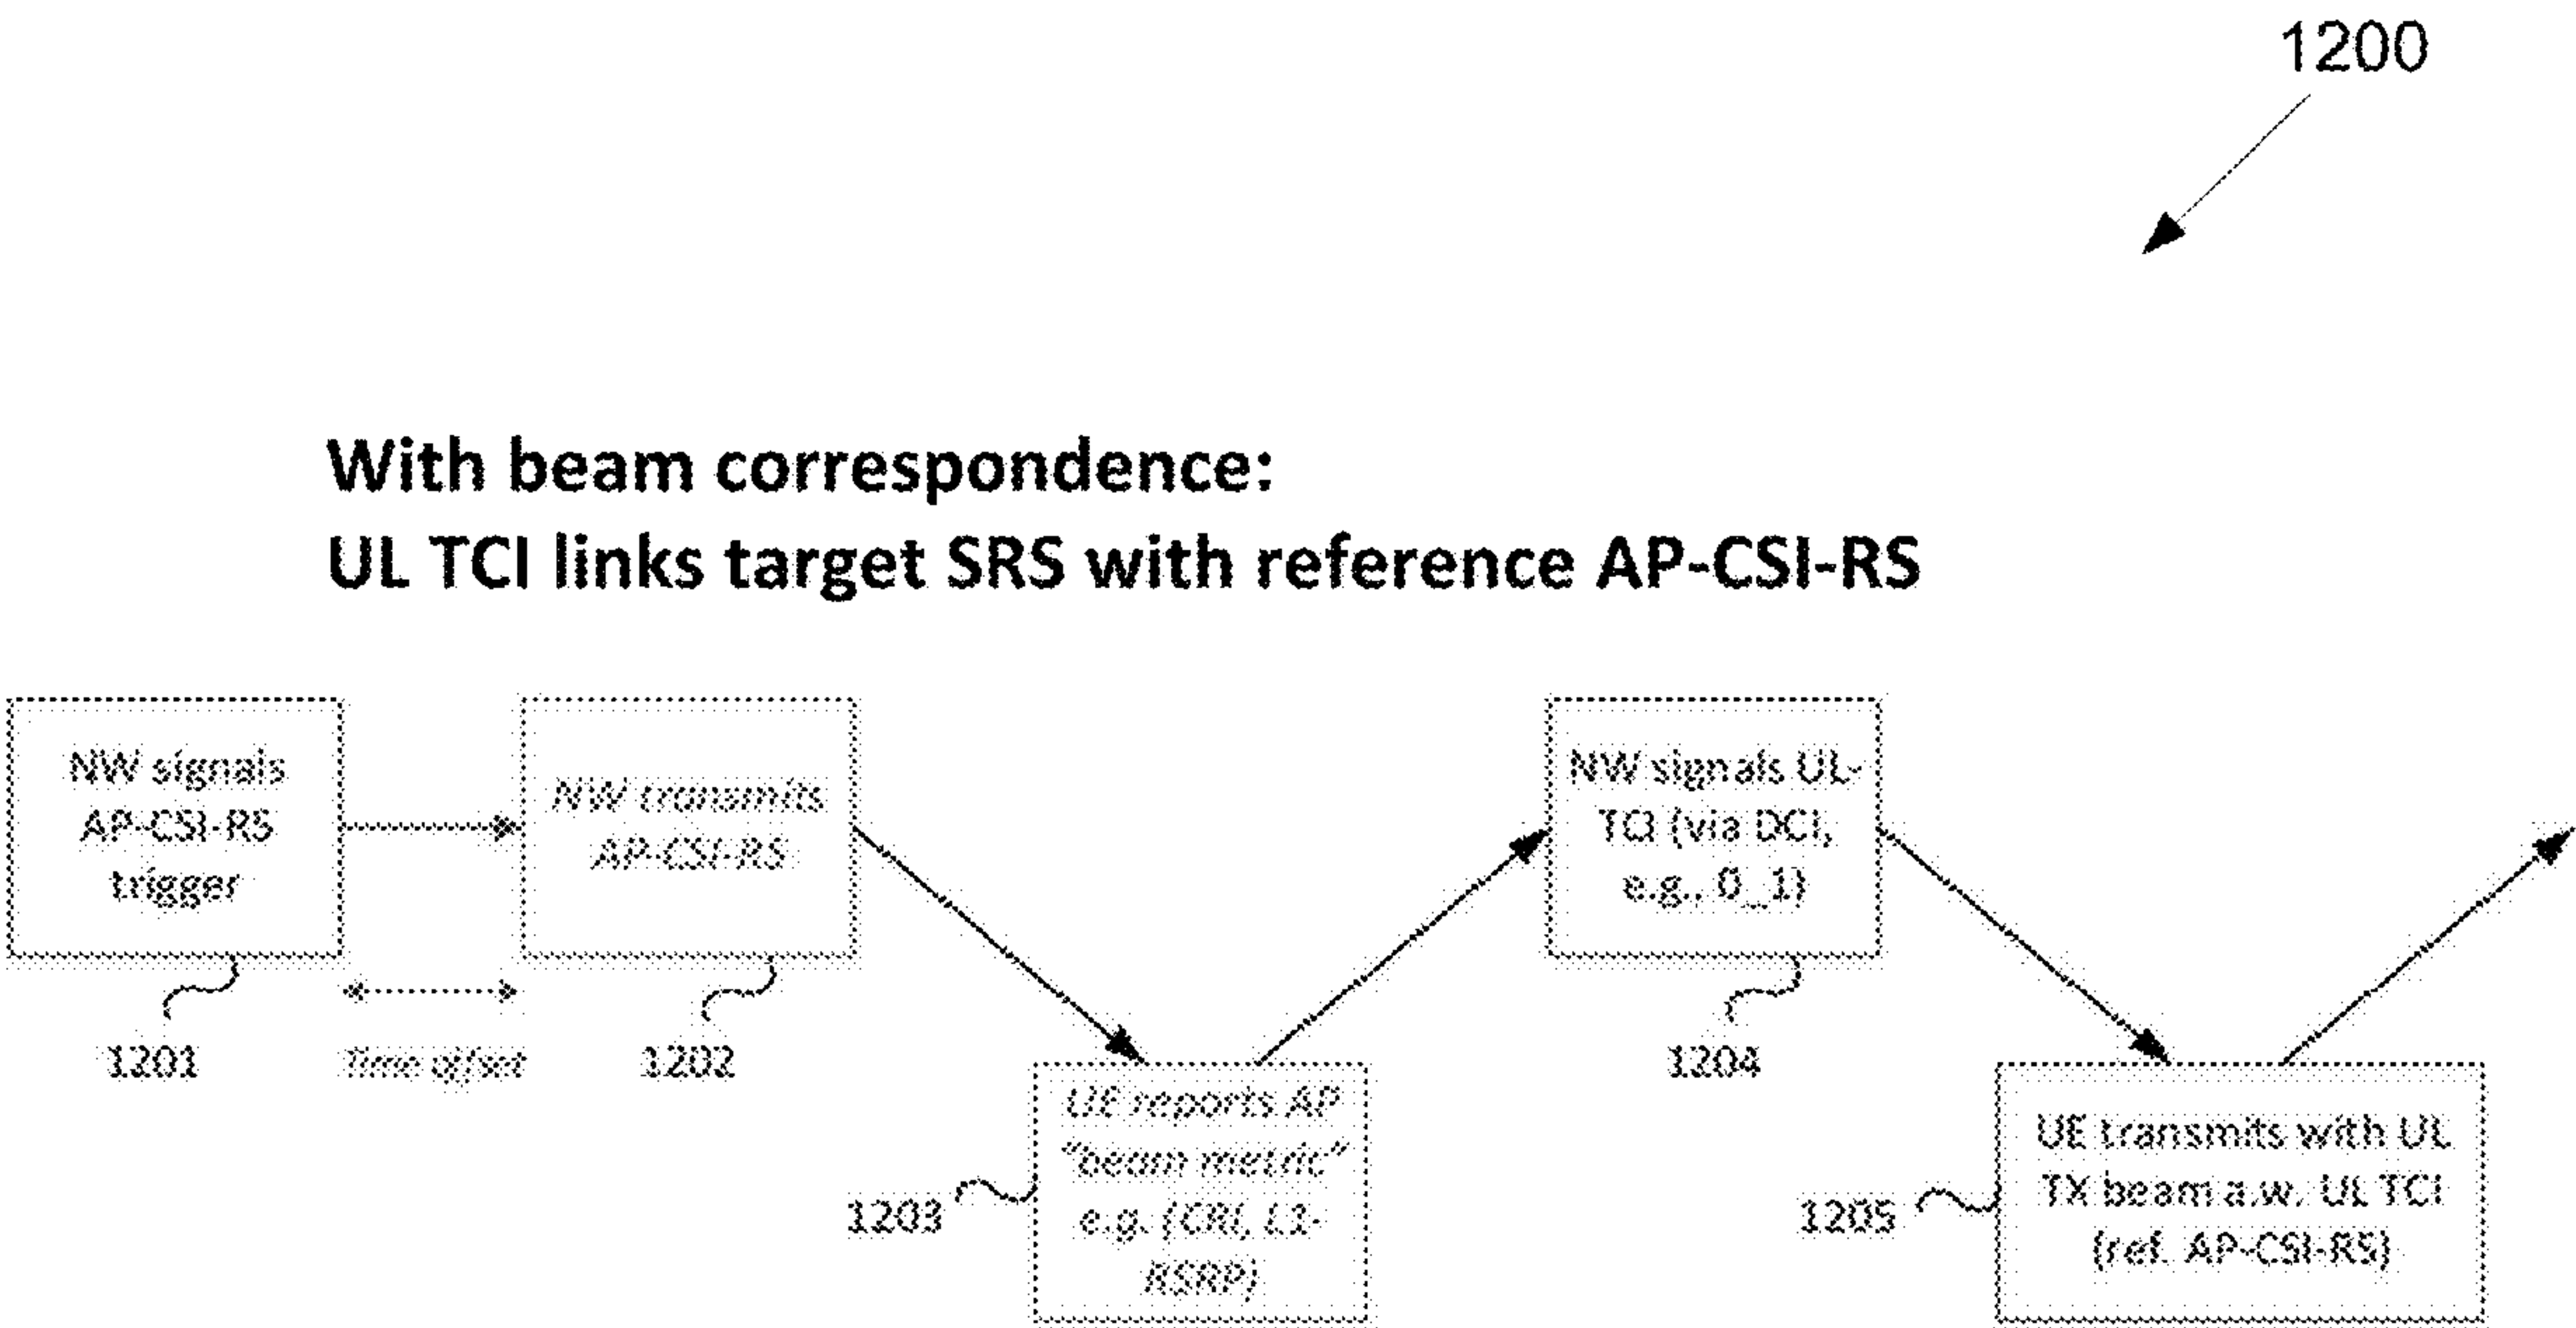 1200
With beam correspondence:
UL TCI links target SRS with reference AP-CSI-RS
NW signals
AP-CSI-RS
trigger
NW transmits
AP-CSI-RS
NW signals UL-
TCI (via DCI,
e.g., 0_1)
1201
Time offset
1202
1204
UE reports AP
"beam metric"
e.g. (CRI, L1-
RSRP)
1203
UE transmits with UL
TX beam a.w. UL TCI
(ref. AP-CSI-RS)
1205